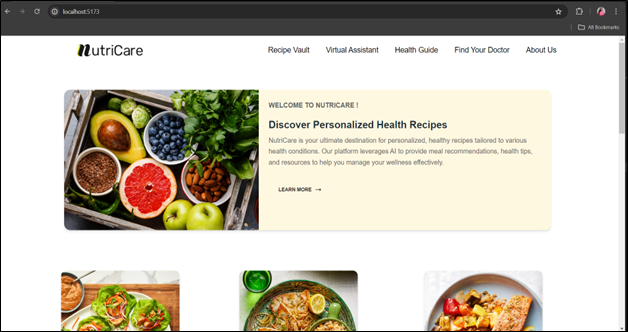 localhost:5173
All Bookmarks
nutriCare
Recipe Vault Virtual Assistant Health Guide Find Your Doctor About Us
WELCOME TO NUTRICARE !
Discover Personalized Health Recipes
NutriCare is your ultimate destination for personalized, healthy recipes tailored to various
health conditions. Our platform leverages AI to provide meal recommendations, health tips,
and resources to help you manage your wellness effectively.
LEARN MORE →